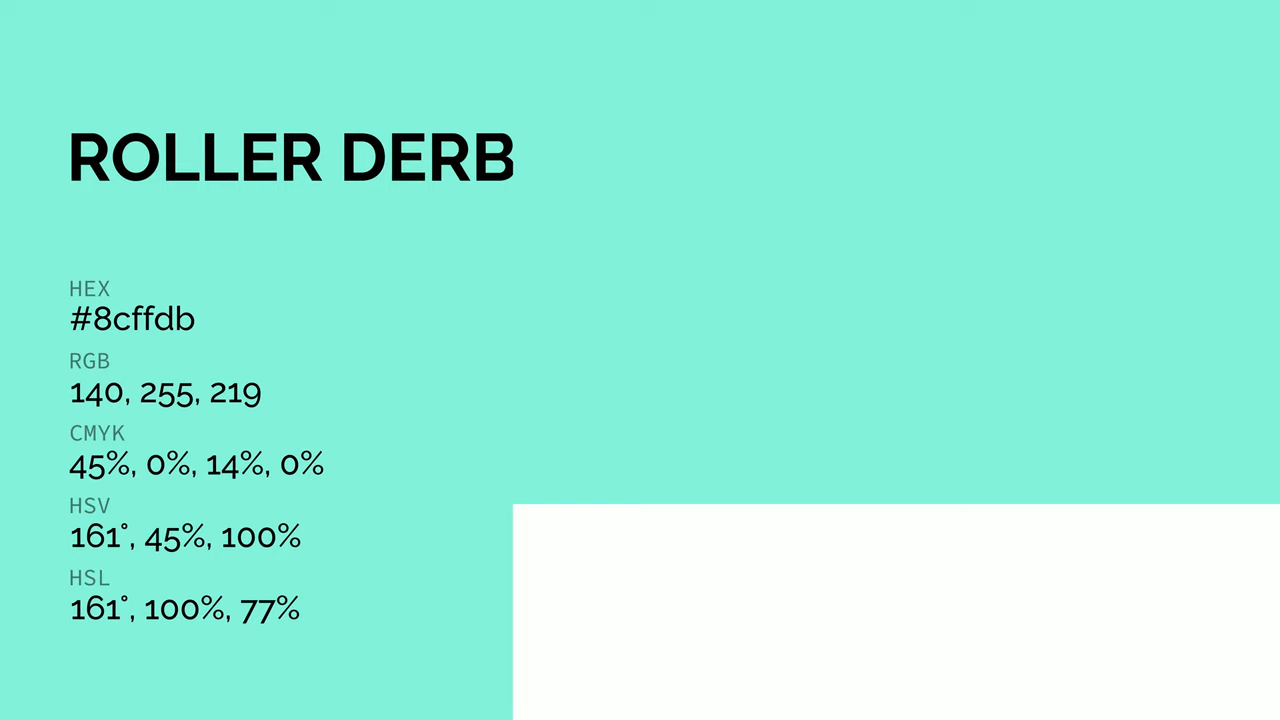 ROLLER DERB
HEX
#8cffdb
RGB
140, 255, 219
CMYK
45%, 0%, 14%, 0%
HSV
161°, 45%, 100%
HSL
161°, 100%, 77%